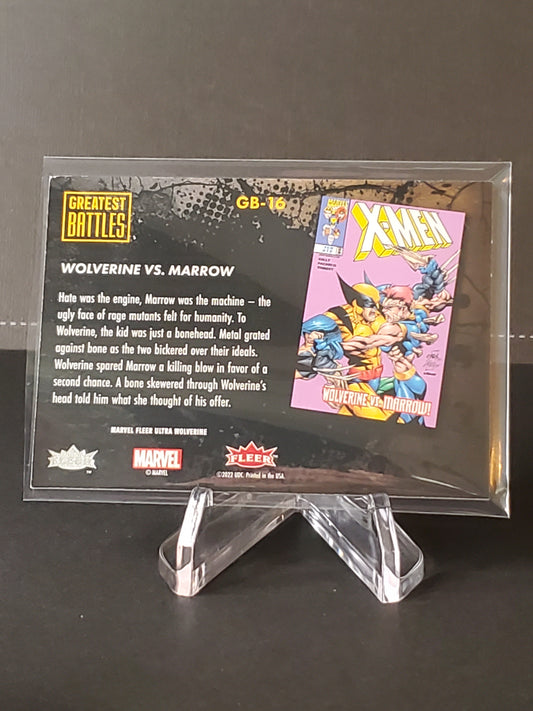 GREATEST
BATTLES
GB-16
WOLVERINE VS. MARROW
Hate was the engine, Marrow was the machine – the
ugly face of rage mutants felt for humanity. To
Wolverine, the kid was just a bonehead. Metal grated
against bone as the two bickered over their ideals.
Wolverine spared Marrow a killing blow in favor of a
second chance. A bone skewered through Wolverine's
head told him what she thought of his offer.
MARVEL FLEER ULTRA WOLVERINE
MARVEL
© MARVEL
FLEER
©2022 UDC. Printed in the USA.
MARVEL
X-MEN
WOLVERINE VS. MARROW!